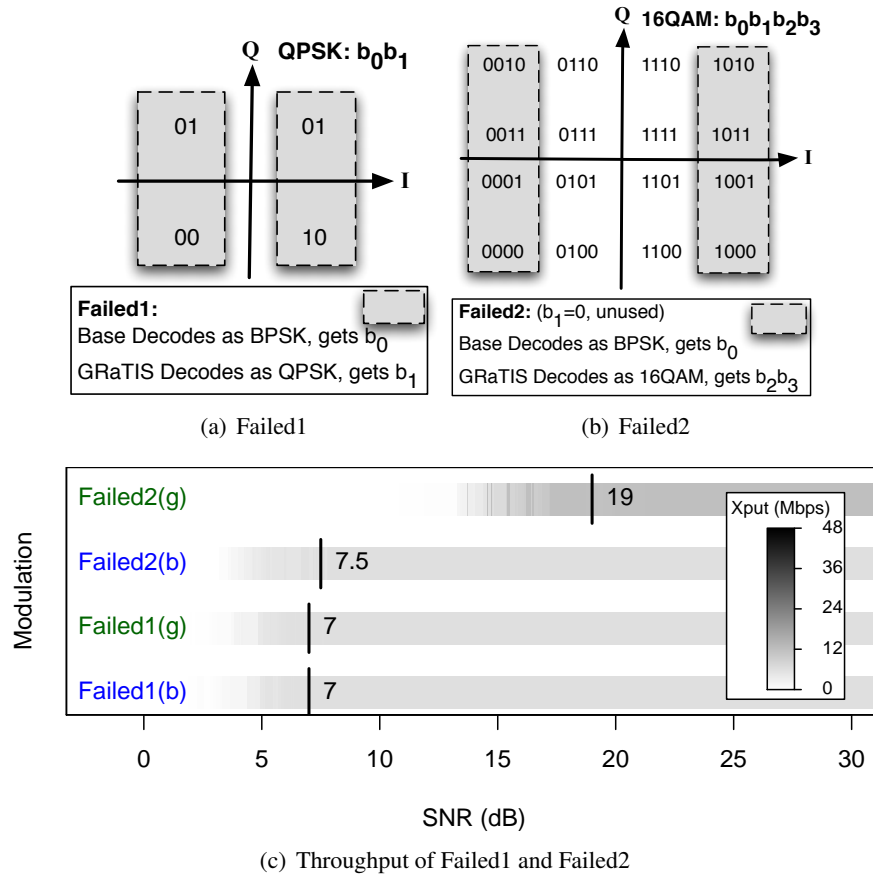 Q QPSK: b0b1
01 01
I
00 10
Failed1:
Base Decodes as BPSK, gets b0
GRaTIS Decodes as QPSK, gets b1
(a) Failed1
Q 16QAM: b0b1b2b3
0010 0110 1110 1010
0011 0111 1111 1011
I
0001 0101 1101 1001
0000 0100 1100 1000
Failed2: (b1=0, unused)
Base Decodes as BPSK, gets b0
GRaTIS Decodes as 16QAM, gets b2b3
(b) Failed2
Modulation
Failed2(g) 19
Failed2(b) 7.5
Failed1(g) 7
Failed1(b) 7
Xput (Mbps)
48
36
24
12
0
0 5 10 15 20 25 30
SNR (dB)
(c) Throughput of Failed1 and Failed2